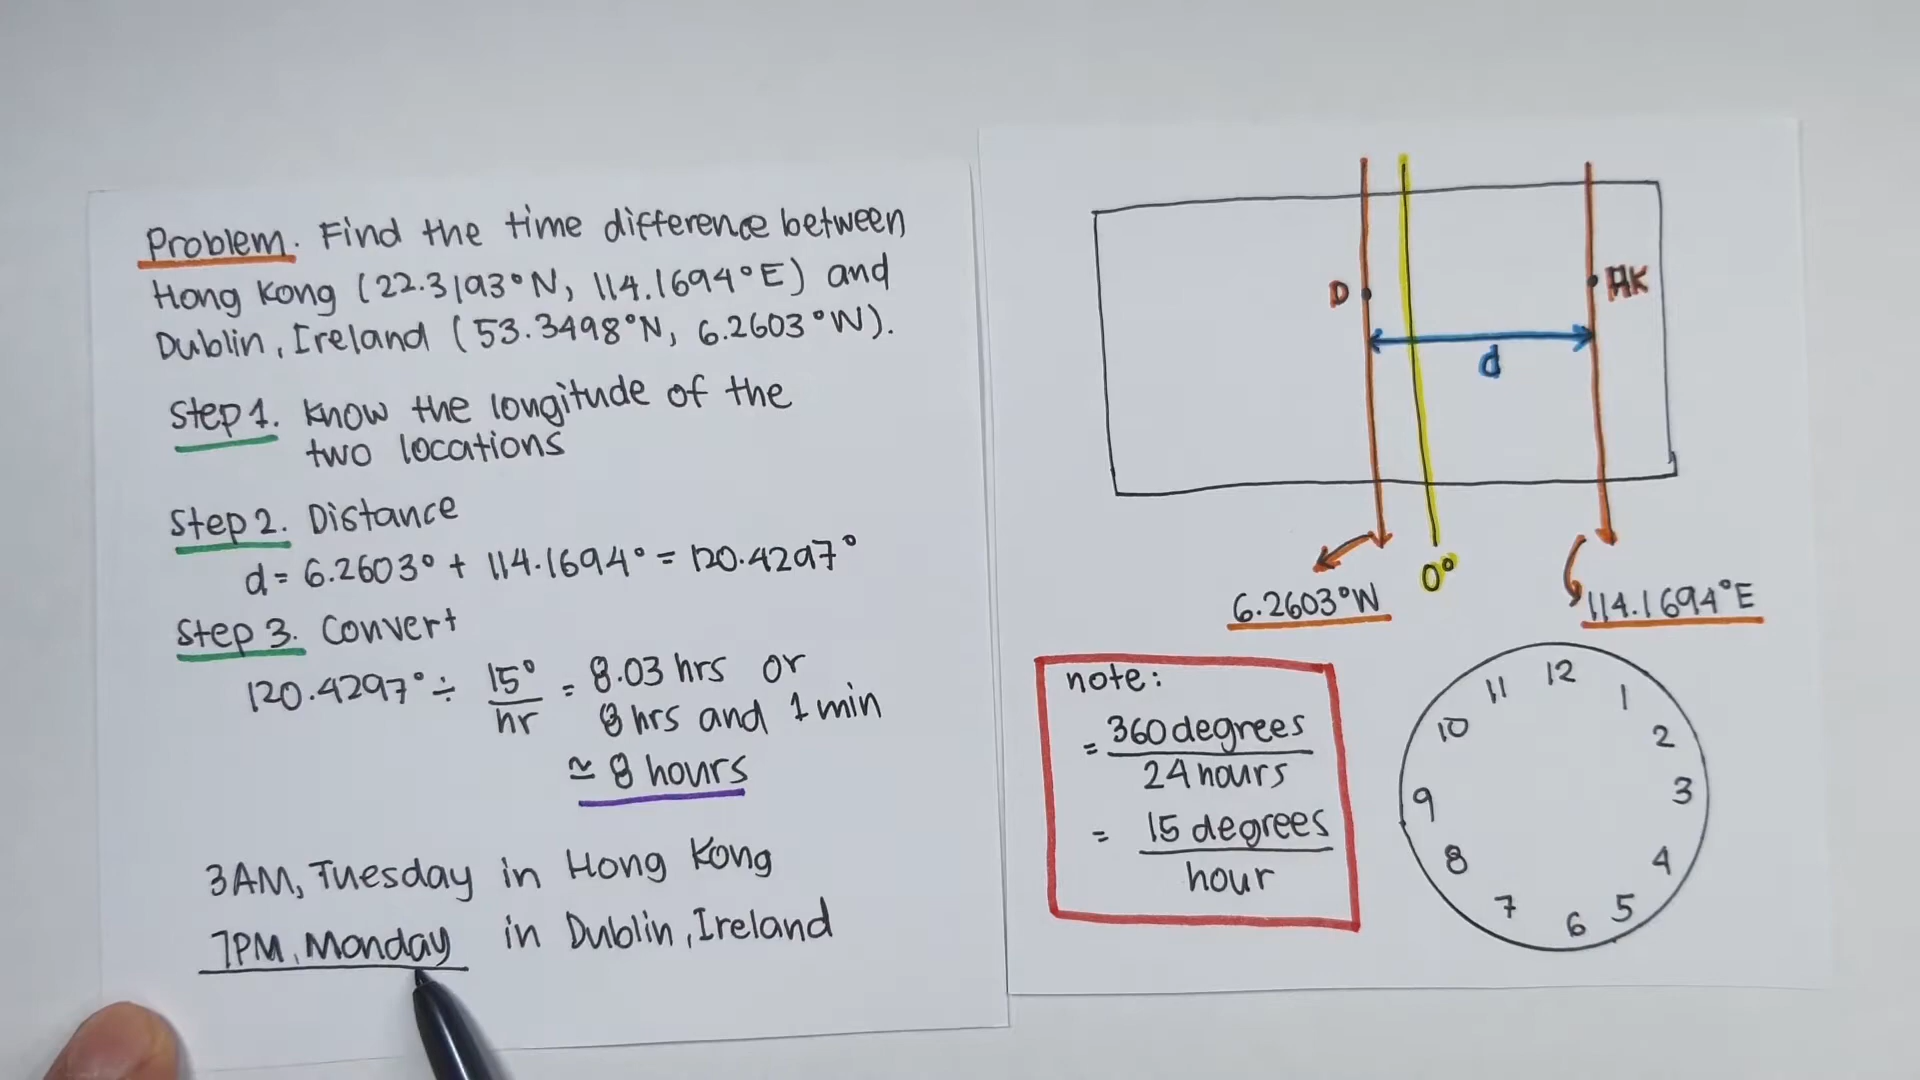 Problem. Find the time difference between
Hong Kong (22.3193°N, 114.1694°E) and
Dublin, Ireland (53.3498°N, 6.2603°W).
Step 1. Know the longitude of the
two locations
Step 2. Distance
d = 6.2603° + 114.1694° = 120.4297°
Step 3. Convert
120.4297° ÷ 15°/hr = 8.03 hrs or
8 hrs and 1 min
≃ 8 hours
3AM, Tuesday in Hong Kong
7PM, Monday in Dublin, Ireland
D
HK
d
0°
6.2603°W
114.1694°E
note:
= 360 degrees
24 hours
= 15 degrees
hour
12
1
2
3
4
5
6
7
8
9
10
11